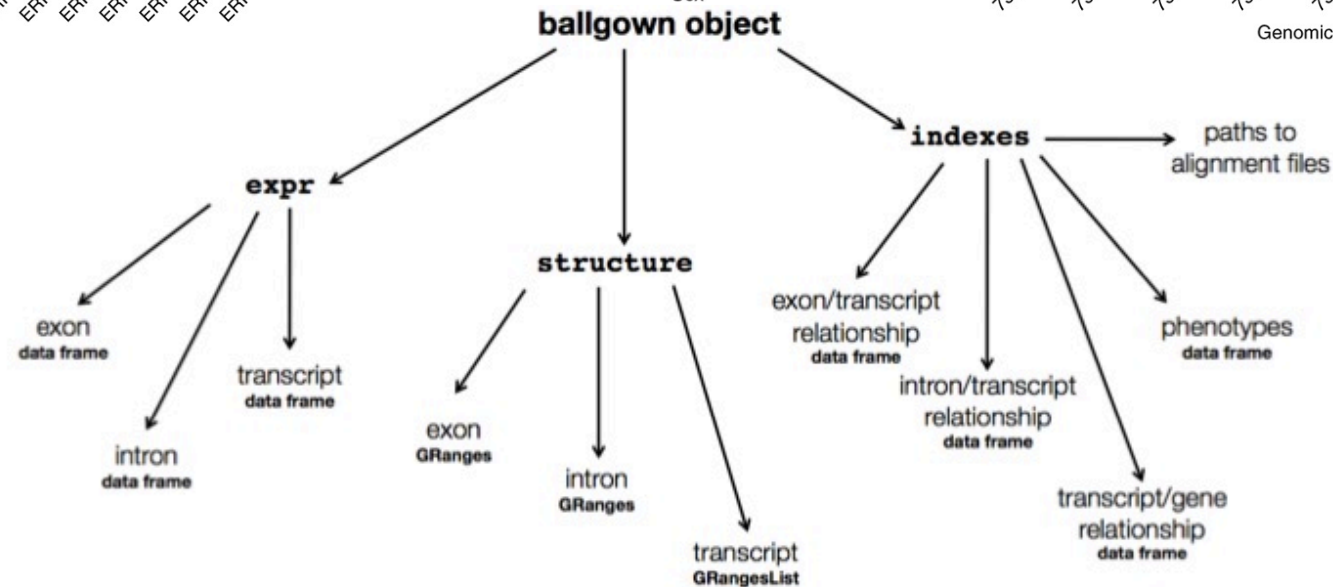 ballgown object
Genomic
indexes
paths to
alignment files
expr
structure
exon
data frame
transcript
data frame
intron
data frame
exon
GRanges
intron
GRanges
transcript
GRangesList
exon/transcript
relationship
data frame
intron/transcript
relationship
data frame
transcript/gene
relationship
data frame
phenotypes
data frame